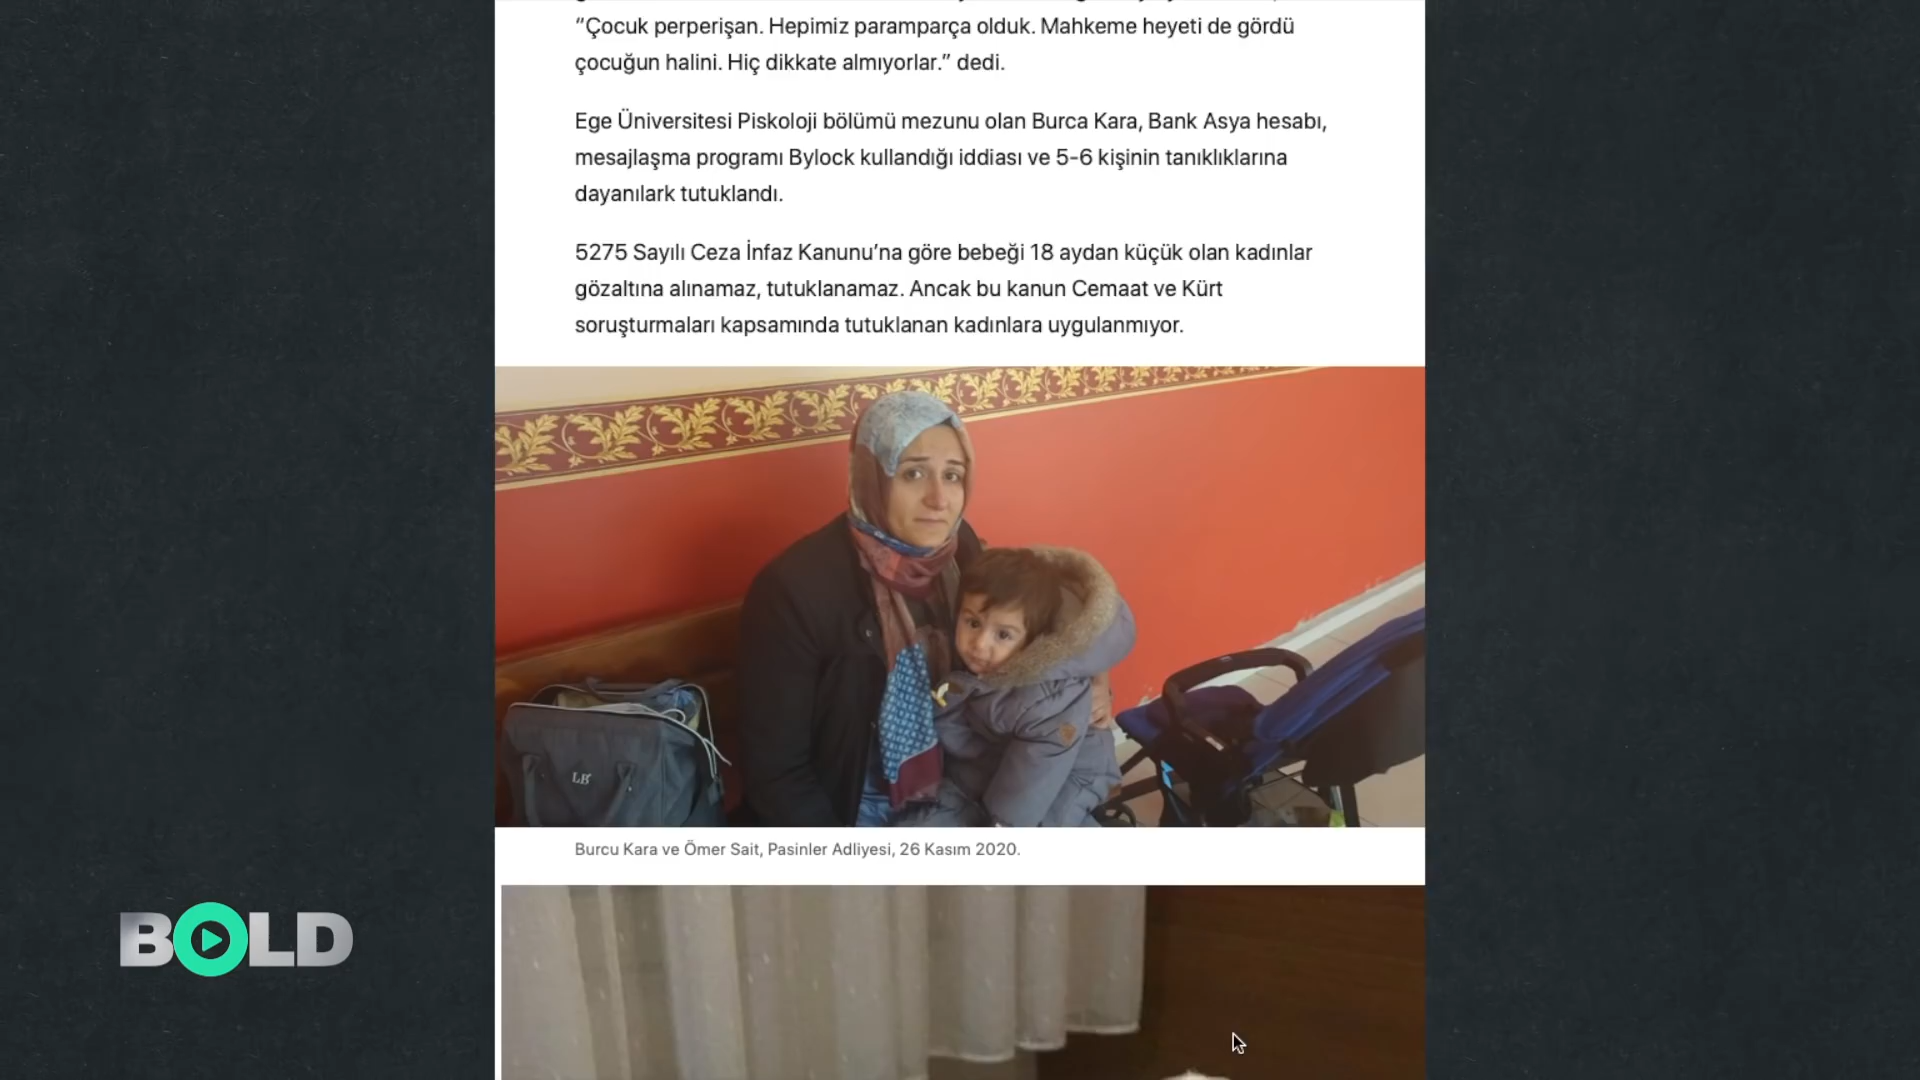 “Çocuk perperişan. Hepimiz paramparça olduk. Mahkeme heyeti de gördü
çocuğun halini. Hiç dikkate almıyorlar.” dedi.
Ege Üniversitesi Piskoloji bölümü mezunu olan Burca Kara, Bank Asya hesabı,
mesajlaşma programı Bylock kullandığı iddiası ve 5-6 kişinin tanıklıklarına
dayanılark tutuklandı.
5275 Sayılı Ceza İnfaz Kanunu’na göre bebeği 18 aydan küçük olan kadınlar
gözaltına alınamaz, tutuklanamaz. Ancak bu kanun Cemaat ve Kürt
soruşturmaları kapsamında tutuklanan kadınlara uygulanmıyor.
LB
Burcu Kara ve Ömer Sait, Pasinler Adliyesi, 26 Kasım 2020.
BOLD